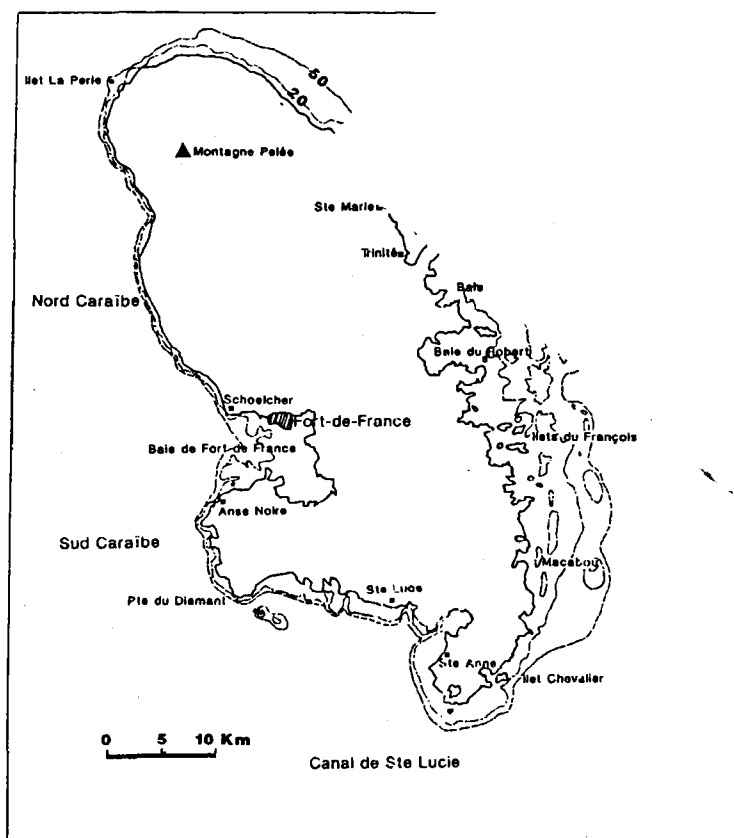 50
20
Ilet La Perle
Montagne Pelée
Ste Marie
Trinité
Nord Caraïbe
Baie
Baie du Robert
Schoelcher
Fort-de-France
Ilets du François
Baie de Fort de France
Anse Noire
Sud Caraïbe
Macabou
Ste Luce
Pte du Diamant
Ste Anne
Ilet Chevalier
0 5 10 Km
Canal de Ste Lucie